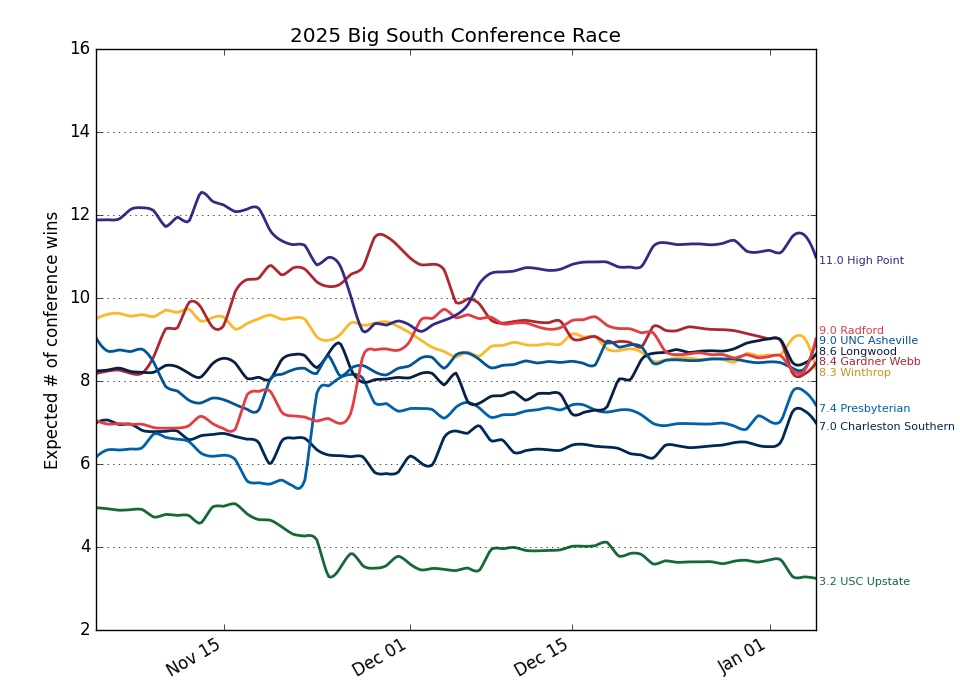 2025 Big South Conference Race
Expected # of conference wins
16
14
12
10
8
6
4
2
11.0 High Point
9.0 Radford
9.0 UNC Asheville
8.6 Longwood
8.4 Gardner Webb
8.3 Winthrop
7.4 Presbyterian
7.0 Charleston Southern
3.2 USC Upstate
Nov 15
Dec 01
Dec 15
Jan 01